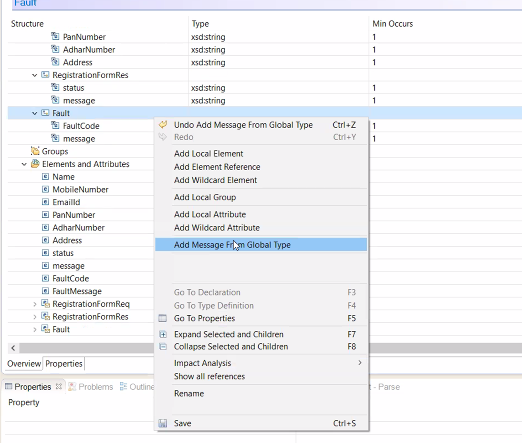 Fault
Structure Type Min Occurs
PanNumber xsd:string 1
AdharNumber xsd:string 1
Address xsd:string 1
RegistrationFormRes
status xsd:string 1
message xsd:string 1
Fault
FaultCode 1
message 1
Groups
Elements and Attributes
Name
MobileNumber
EmailId
PanNumber
AdharNumber
Address
status
message
FaultCode
FaultMessage
RegistrationFormReq
RegistrationFormRes
Fault
Undo Add Message From Global Type Ctrl+Z
Redo Ctrl+Y
Add Local Element
Add Element Reference
Add Wildcard Element
Add Local Group
Add Local Attribute
Add Wildcard Attribute
Add Message From Global Type
Go To Declaration F3
Go To Type Definition F4
Go To Properties F5
Expand Selected and Children F7
Collapse Selected and Children F8
Impact Analysis
Show all references
Rename
Save Ctrl+S
Overview Properties
Properties Problems Outline t - Parse
Property